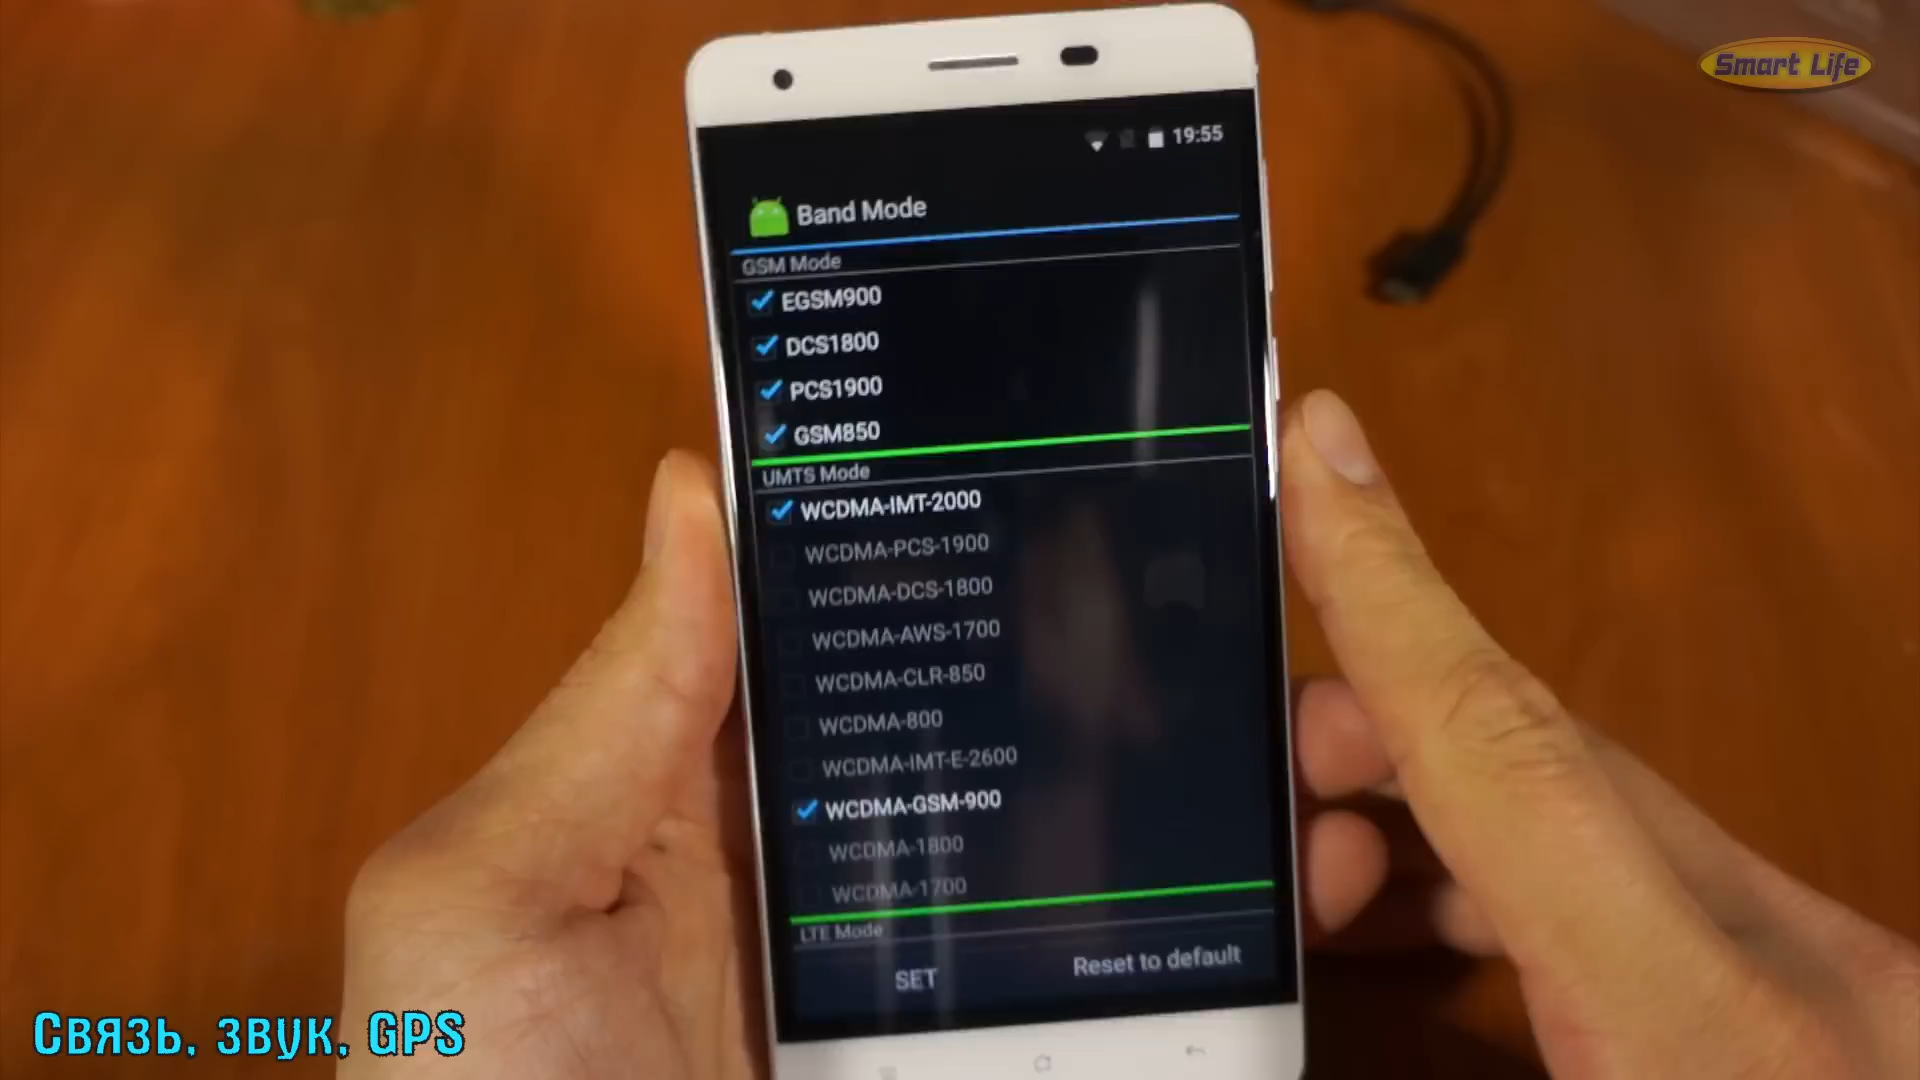 Smart Life
19:55
Band Mode
GSM Mode
EGSM900
DCS1800
PCS1900
GSM850
UMTS Mode
WCDMA-IMT-2000
WCDMA-PCS-1900
WCDMA-DCS-1800
WCDMA-AWS-1700
WCDMA-CLR-850
WCDMA-800
WCDMA-IMT-E-2600
WCDMA-GSM-900
WCDMA-1800
WCDMA-1700
LTE Mode
SET Reset to default
Связь, звук, GPS